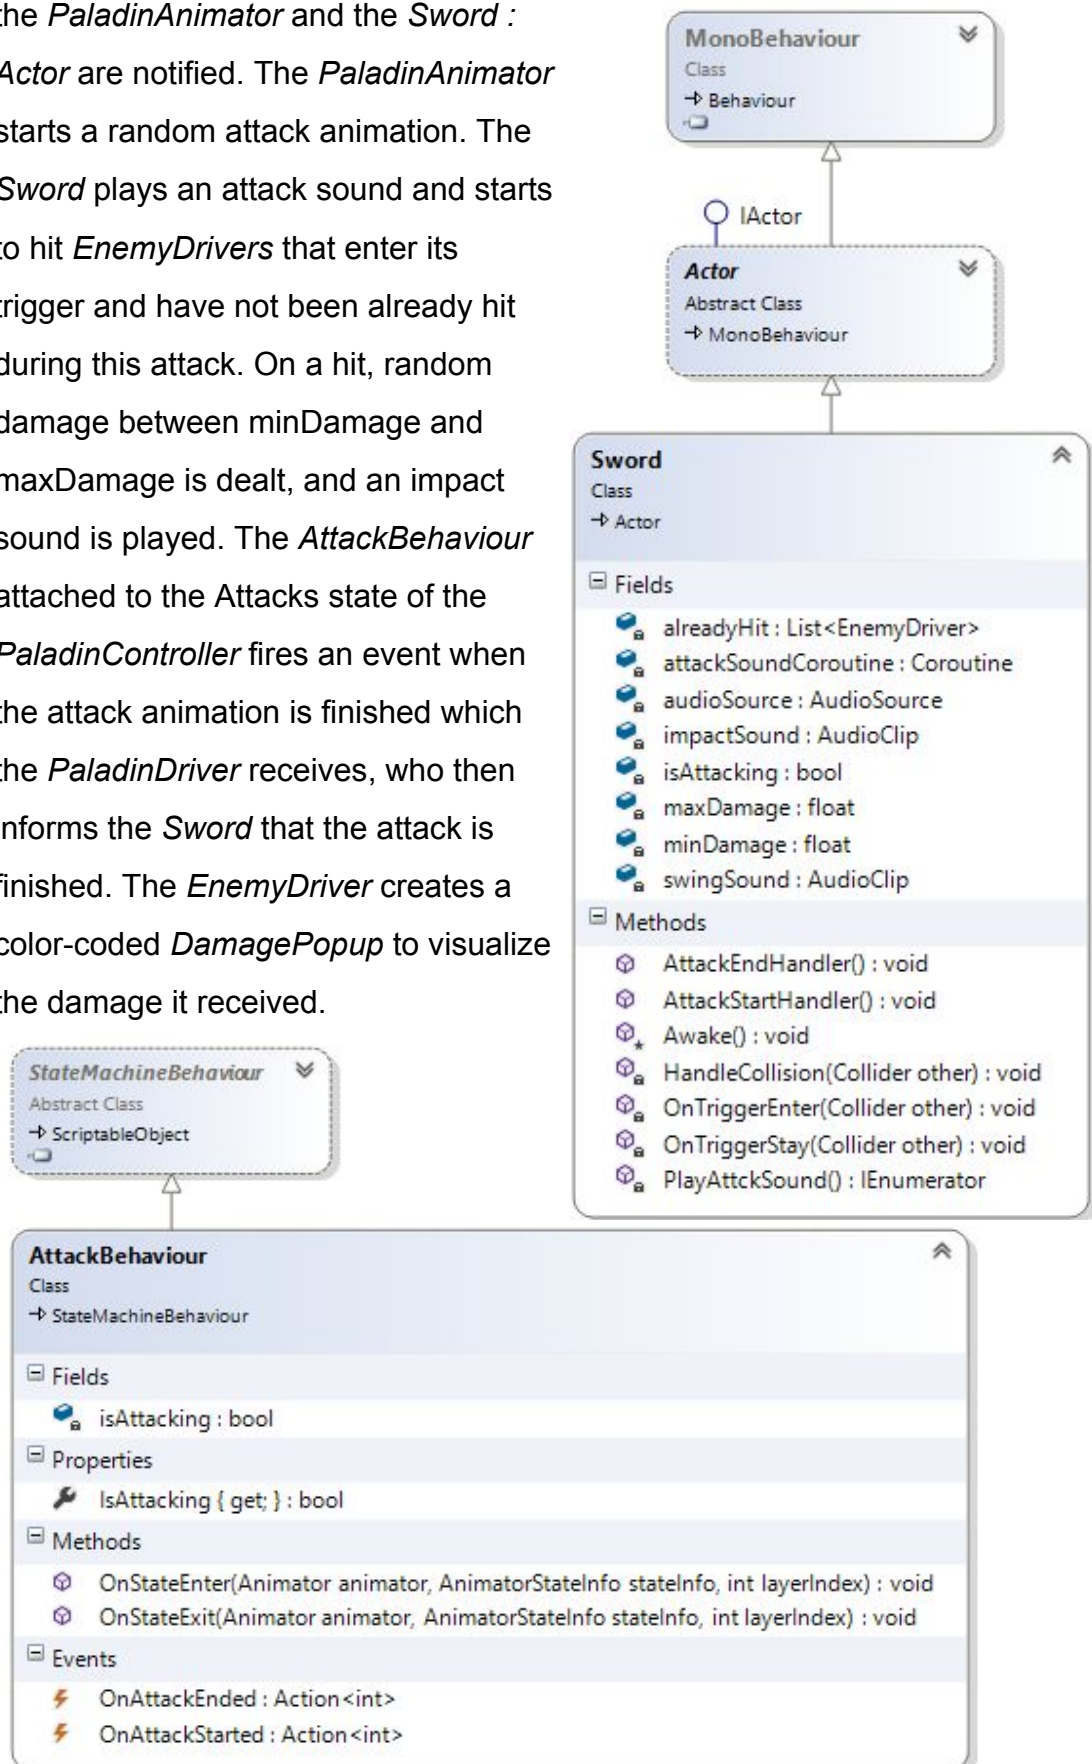 the PaladinAnimator and the Sword :
Actor are notified. The PaladinAnimator
starts a random attack animation. The
Sword plays an attack sound and starts
to hit EnemyDrivers that enter its
trigger and have not been already hit
during this attack. On a hit, random
damage between minDamage and
maxDamage is dealt, and an impact
sound is played. The AttackBehaviour
attached to the Attacks state of the
PaladinController fires an event when
the attack animation is finished which
the PaladinDriver receives, who then
informs the Sword that the attack is
finished. The EnemyDriver creates a
color-coded DamagePopup to visualize
the damage it received.
MonoBehaviour
Class
Behaviour
IActor
Actor
Abstract Class
MonoBehaviour
Sword
Class
Actor
Fields
alreadyHit : List<EnemyDriver>
attackSoundCoroutine : Coroutine
audioSource : AudioSource
impactSound : AudioClip
isAttacking : bool
maxDamage : float
minDamage : float
swingSound : AudioClip
Methods
AttackEndHandler() : void
AttackStartHandler() : void
Awake() : void
HandleCollision(Collider other) : void
OnTriggerEnter(Collider other) : void
OnTriggerStay(Collider other) : void
PlayAttckSound() : IEnumerator
StateMachineBehaviour
Abstract Class
ScriptableObject
AttackBehaviour
Class
StateMachineBehaviour
Fields
isAttacking : bool
Properties
IsAttacking { get; } : bool
Methods
OnStateEnter(Animator animator, AnimatorStateInfo stateInfo, int layerIndex) : void
OnStateExit(Animator animator, AnimatorStateInfo stateInfo, int layerIndex) : void
Events
OnAttackEnded : Action<int>
OnAttackStarted : Action<int>